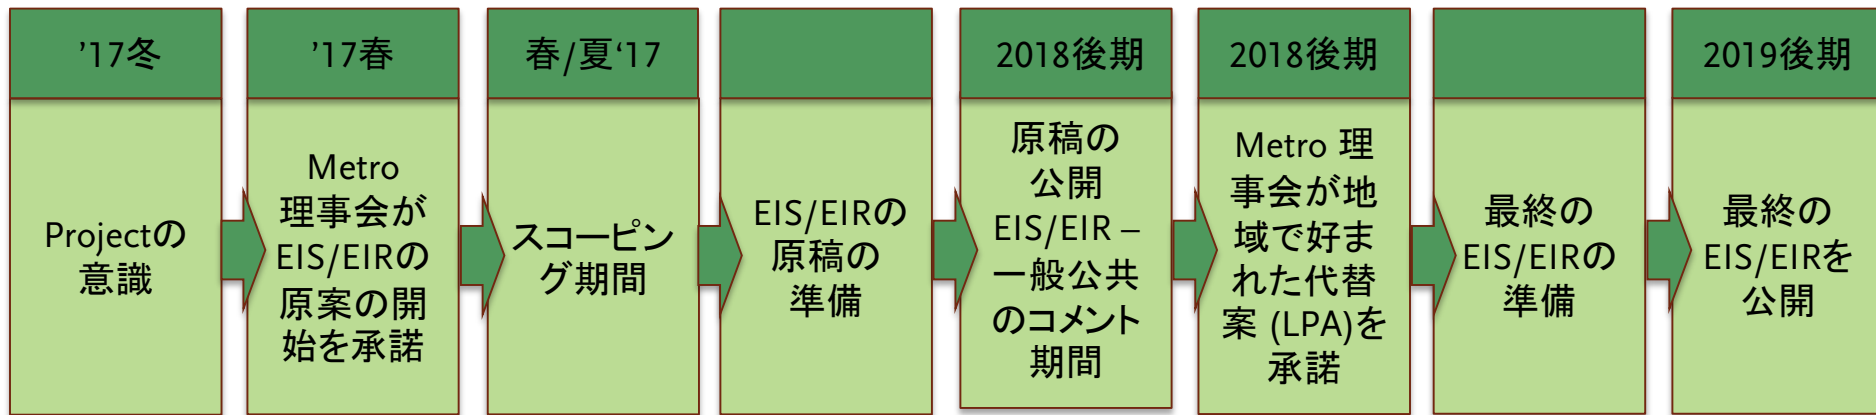 ’17冬
Projectの
意識
’17春
Metro
理事会が
EIS/EIRの
原案の開
始を承諾
春/夏‘17
スコーピン
グ期間
EIS/EIRの
原稿の
準備
2018後期
原稿の
公開
EIS/EIR –
一般公共
のコメント
期間
2018後期
Metro 理
事会が地
域で好ま
れた代替
案 (LPA)を
承諾
最終の
EIS/EIRの
準備
2019後期
最終の
EIS/EIRを
公開